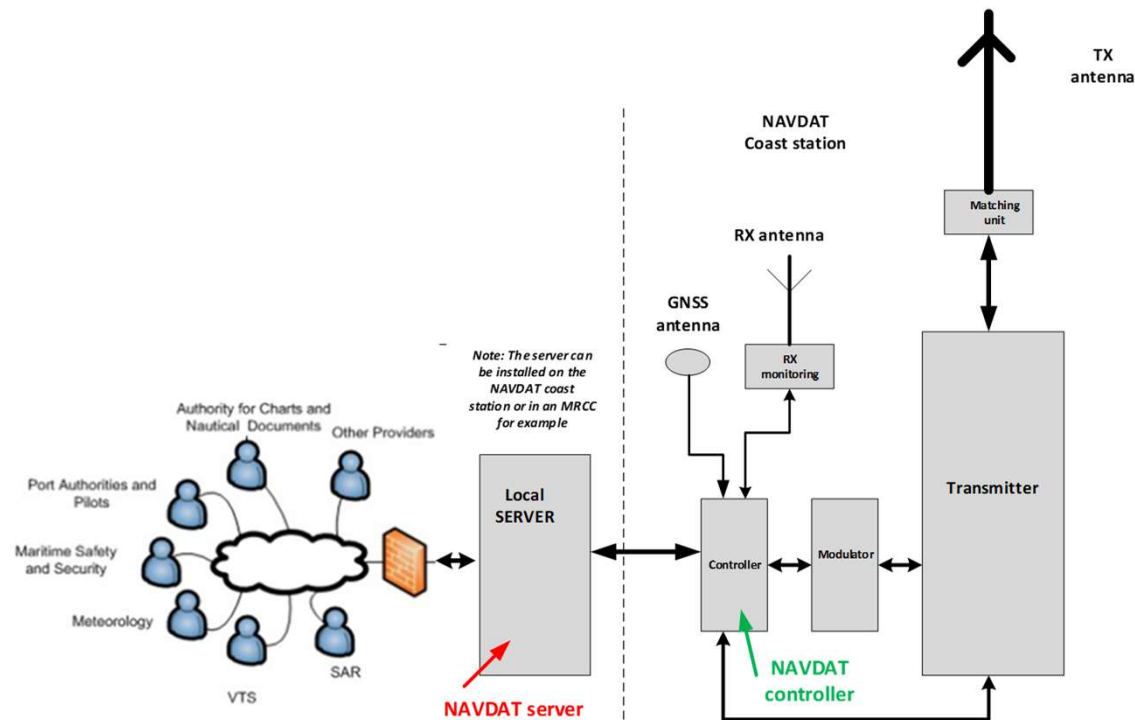 TX
antenna
NAVDAT
Coast station
Matching
unit
RX antenna
GNSS
antenna
Note: The server can
be installed on the
NAVDAT coast
station or in an MRCC
for example
RX
monitoring
Authority for Charts and
Nautical Documents
Other Providers
Port Authorities and
Pilots
Maritime Safety
and Security
Meteorology
VTS
SAR
Local
SERVER
Controller
Modulator
Transmitter
NAVDAT server
NAVDAT
controller